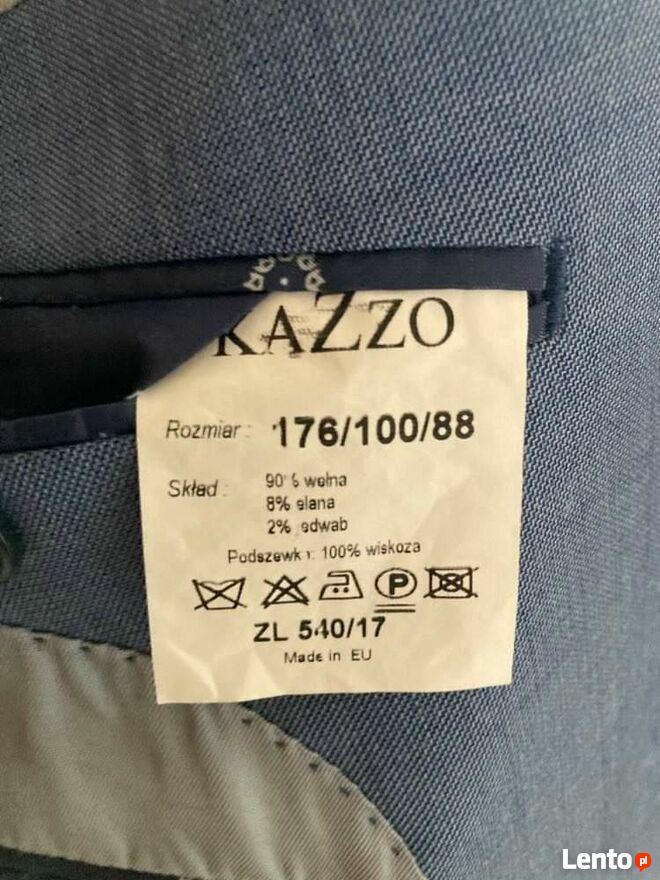 KAZZO
Rozmiar: 176/100/88
Skład: 90% wełna
8% elana
2% jedwab
Podszewka: 100% wiskoza
P
ZL 540/17
Made in EU
Lento.pl